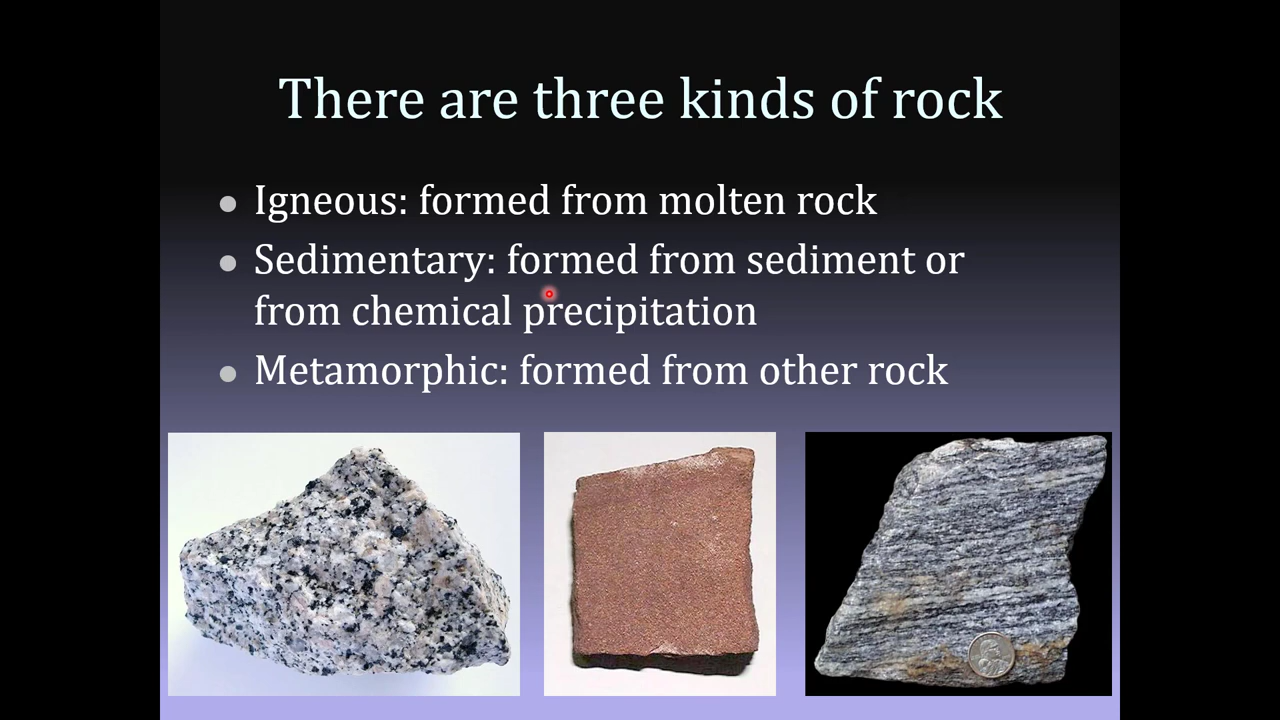 There are three kinds of rock
Igneous: formed from molten rock
Sedimentary: formed from sediment or
from chemical precipitation
Metamorphic: formed from other rock